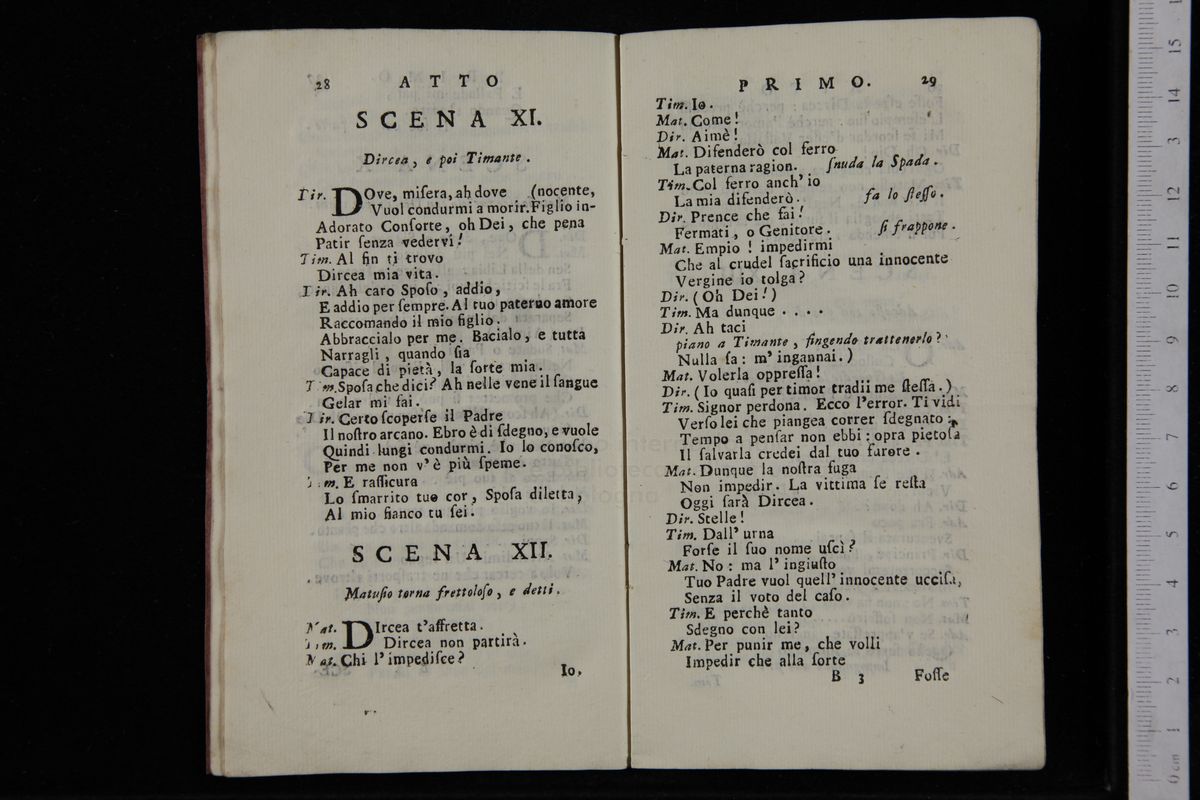 28 ATTO
SCENA XI.
Dircea, e poi Timante.
Dir. DOve, miſera, ah dove (nocente,
Vuol condurmi a morir. Figlio in-
Adorato Conſorte, oh Dei, che pena
Patir ſenza vedervi!
Tim. Al fin ti trovo
Dircea mia vita.
Dir. Ah caro Spoſo, addio,
E addio per ſempre. Al tuo paterno amore
Raccomando il mio figlio.
Abbraccialo per me. Bacialo, e tutta
Narragli, quando ſia
Capace di pietà, la ſorte mia.
Tim. Spoſa che dici? Ah nelle vene il ſangue
Gelar mi fai.
Dir. Certo ſcoperſe il Padre
Il noſtro arcano. Ebro è di ſdegno, e vuole
Quindi lungi condurmi. Io lo conoſco,
Per me non v'è più ſpeme.
Tim. E raſſicura
Lo ſmarrito tuo cor, Spoſa diletta,
Al mio fianco tu ſei.
SCENA XII.
Matuſio torna frettoloſo, e detti.
Mat. DIrcea t'affretta.
Tim. Dircea non partirà.
Mat. Chi l'impediſce?
Io,
PRIMO. 29
Tim. Io.
Mat. Come!
Dir. Aimè!
Mat. Difenderò col ferro
La paterna ragion. ſnuda la Spada.
Tim. Col ferro anch' io
La mia difenderò. fa lo ſteſſo.
Dir. Prence che fai!
Fermati, o Genitore. ſi frappone.
Mat. Empio! impedirmi
Che al crudel ſacrificio una innocente
Vergine io tolga?
Dir. (Oh Dei!)
Tim. Ma dunque . . . .
Dir. Ah taci
piano a Timante, fingendo trattenerlo?
Nulla ſa: m'ingannai.)
Mat. Volerla oppreſſa!
Dir. (Io quaſi per timor tradii me ſteſſa.)
Tim. Signor perdona. Ecco l'error. Ti vidi
Verſo lei che piangea correr ſdegnato;
Tempo a penſar non ebbi: opra pietoſa
Il ſalvarla credei dal tuo furore.
Mat. Dunque la noſtra fuga
Non impedir. La vittima ſe reſta
Oggi ſarà Dircea.
Dir. Stelle!
Tim. Dall' urna
Forſe il ſuo nome uſcì?
Mat. No: ma l'ingiuſto
Tuo Padre vuol quell' innocente ucciſa,
Senza il voto del caſo.
Tim. E perchè tanto
Sdegno con lei?
Mat. Per punir me, che volli
Impedir che alla ſorte
B 3 Foſſe